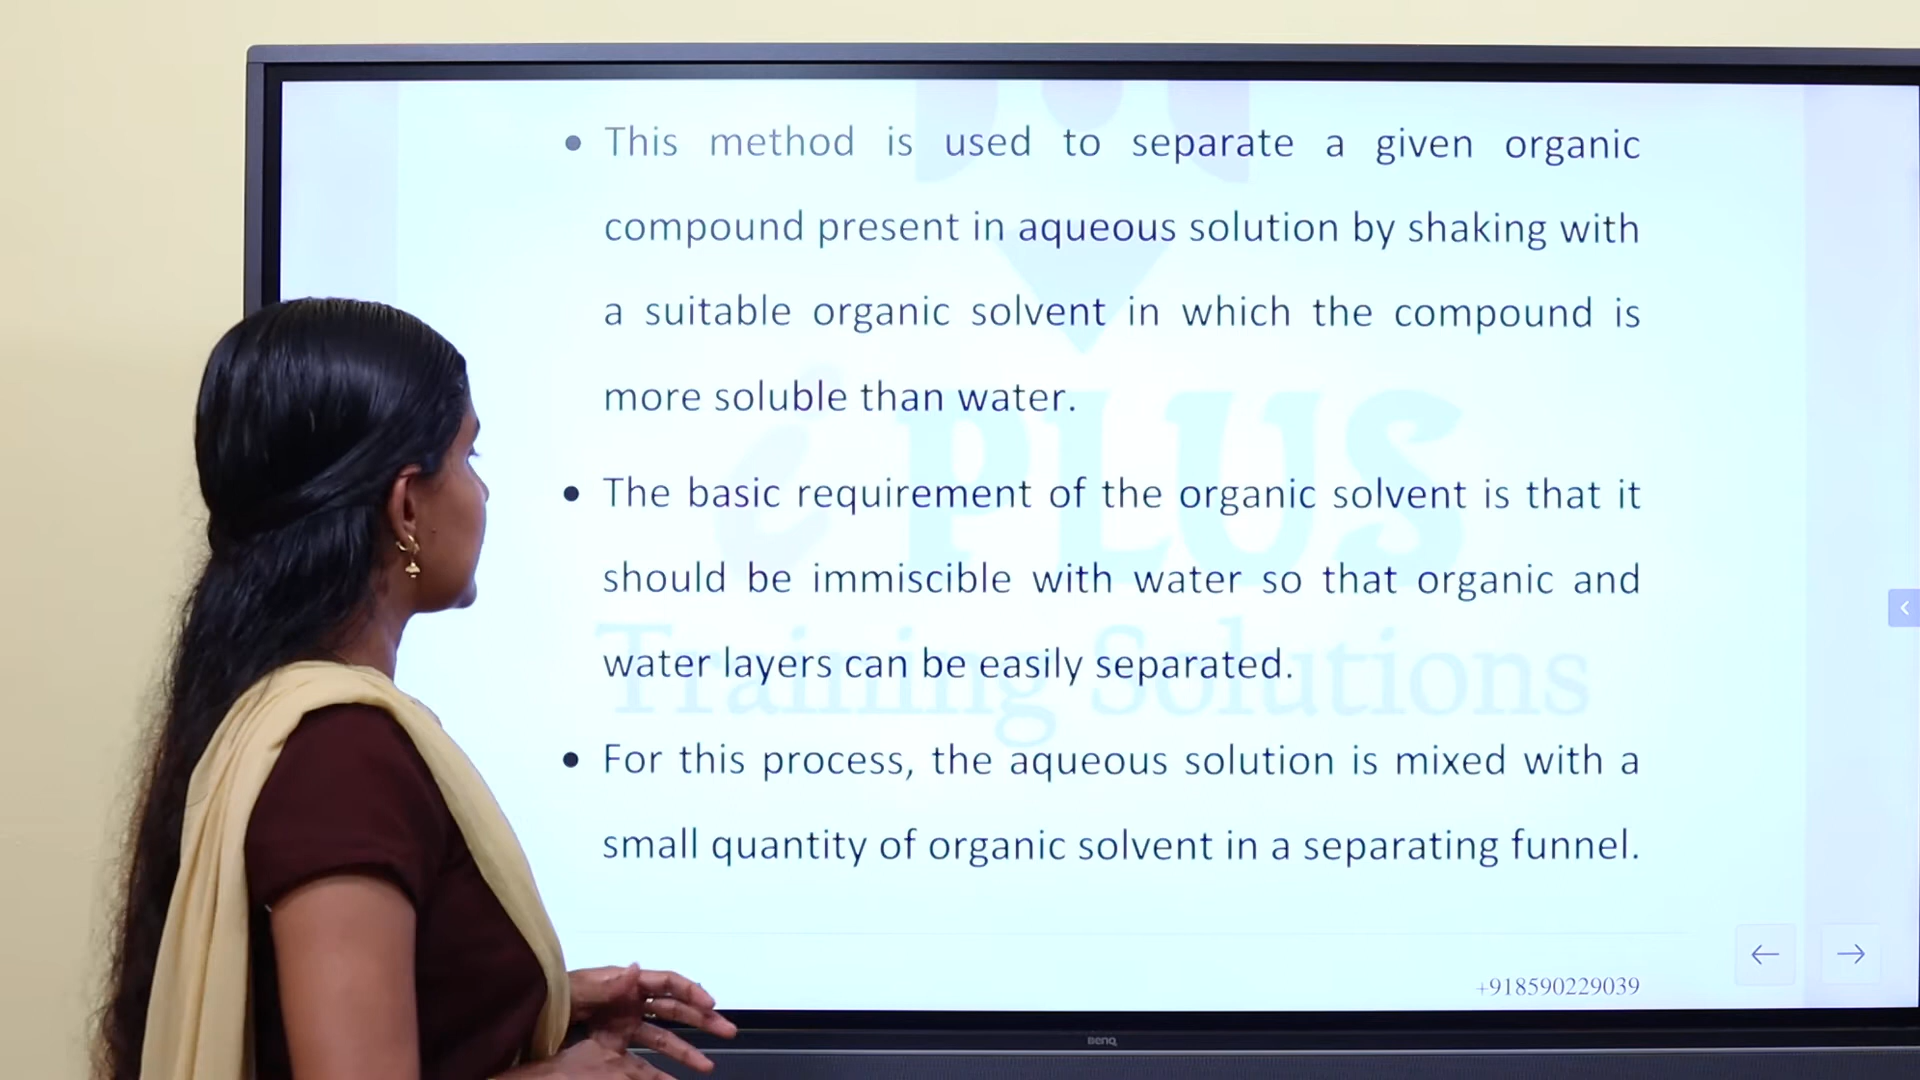 • This method is used to separate a given organic
compound present in aqueous solution by shaking with
a suitable organic solvent in which the compound is
more soluble than water.
• The basic requirement of the organic solvent is that it
should be immiscible with water so that organic and
water layers can be easily separated.
• For this process, the aqueous solution is mixed with a
small quantity of organic solvent in a separating funnel.
i PLUS
Training Solutions
+918590229039
BenQ